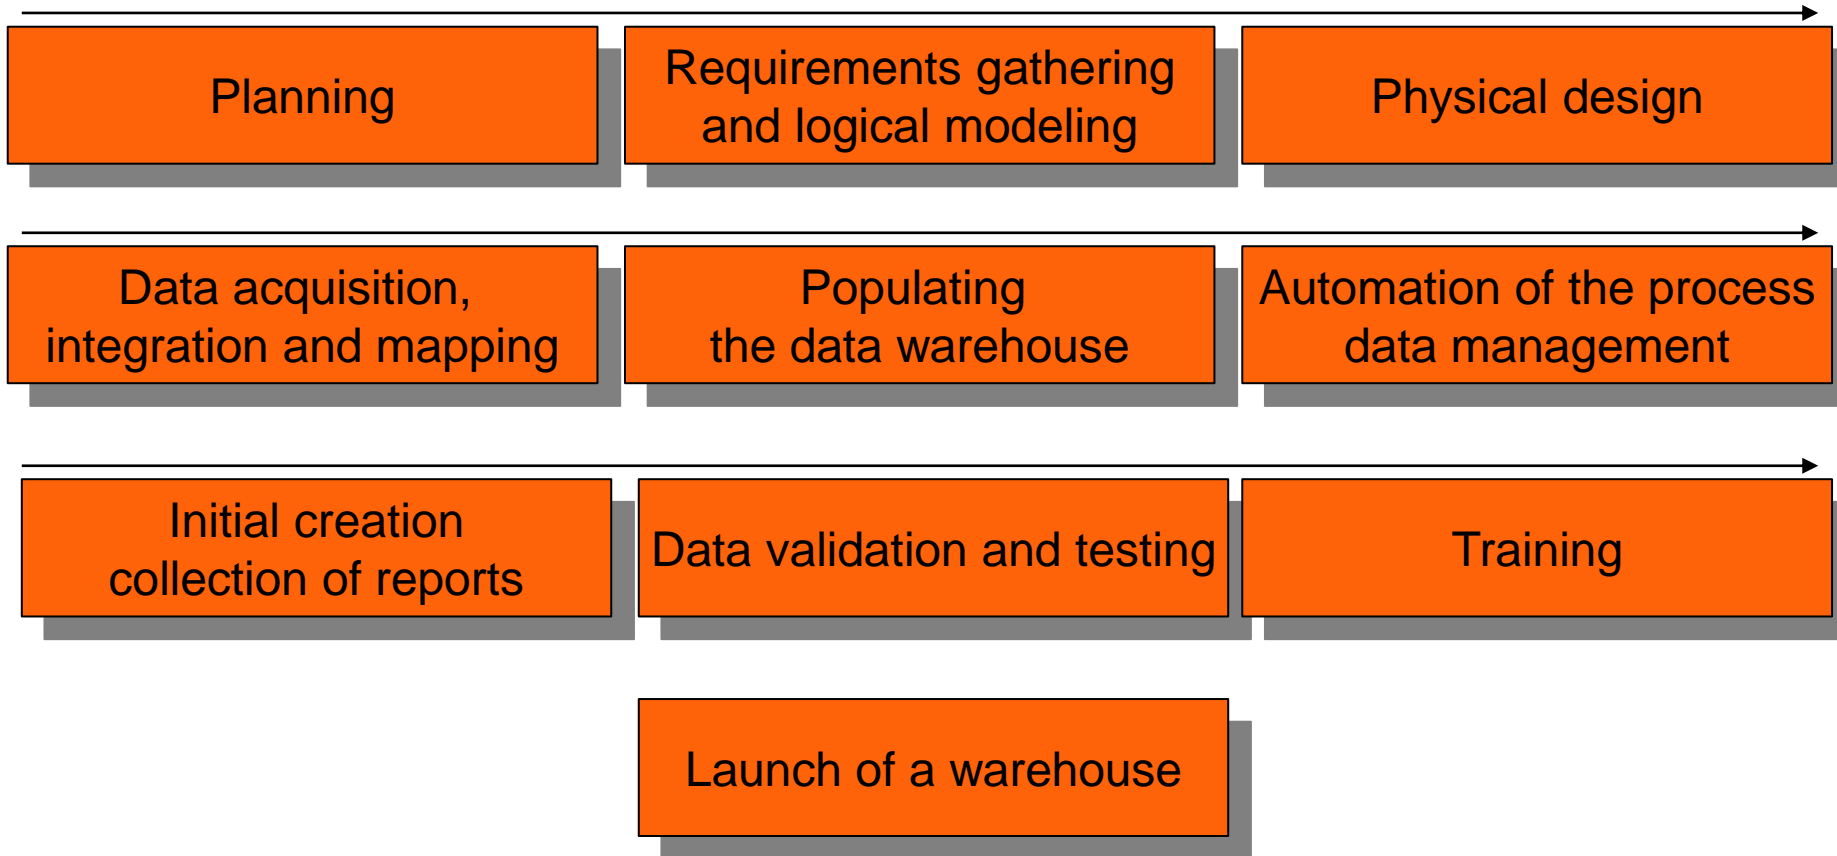 Planning
Requirements gathering
and logical modeling
Physical design
Data acquisition,
integration and mapping
Populating
the data warehouse
Automation of the process
data management
Initial creation
collection of reports
Data validation and testing
Training
Launch of a warehouse